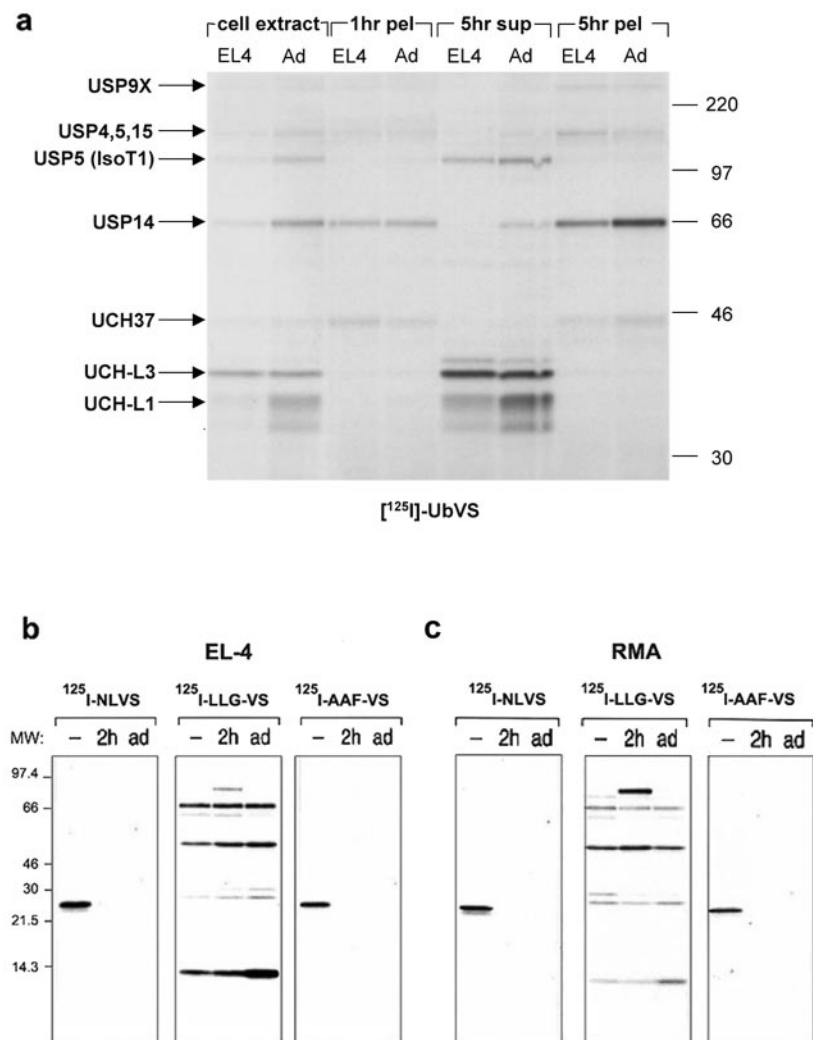 a
cell extract 1hr pel 5hr sup 5hr pel
EL4 Ad EL4 Ad EL4 Ad EL4 Ad
USP9X
USP4,5,15
USP5 (IsoT1)
USP14
UCH37
UCH-L3
UCH-L1
220
97
66
46
30
[¹²⁵I]-UbVS
b
EL-4
¹²⁵I-NLVS ¹²⁵I-LLG-VS ¹²⁵I-AAF-VS
MW: – 2h ad – 2h ad – 2h ad
97.4
66
46
30
21.5
14.3
c
RMA
¹²⁵I-NLVS ¹²⁵I-LLG-VS ¹²⁵I-AAF-VS
– 2h ad – 2h ad – 2h ad